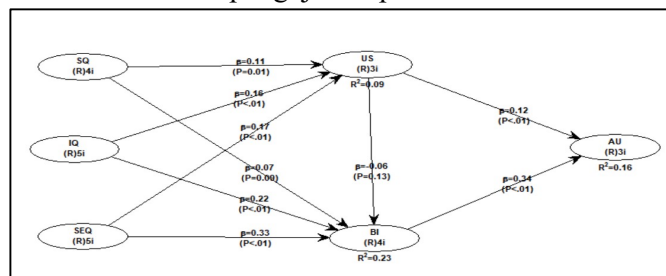 SQ
(R)4i
US
(R)3i
R²=0.09
β=0.11
(P=0.01)
β=0.16
(P<.01)
β=0.17
(P<.01)
β=0.12
(P<.01)
IQ
(R)5i
β=0.07
(P=0.09)
β=-0.06
(P=0.13)
AU
(R)3i
R²=0.16
β=0.22
(P<.01)
β=0.34
(P<.01)
SEQ
(R)5i
β=0.33
(P<.01)
BI
(R)4i
R²=0.23